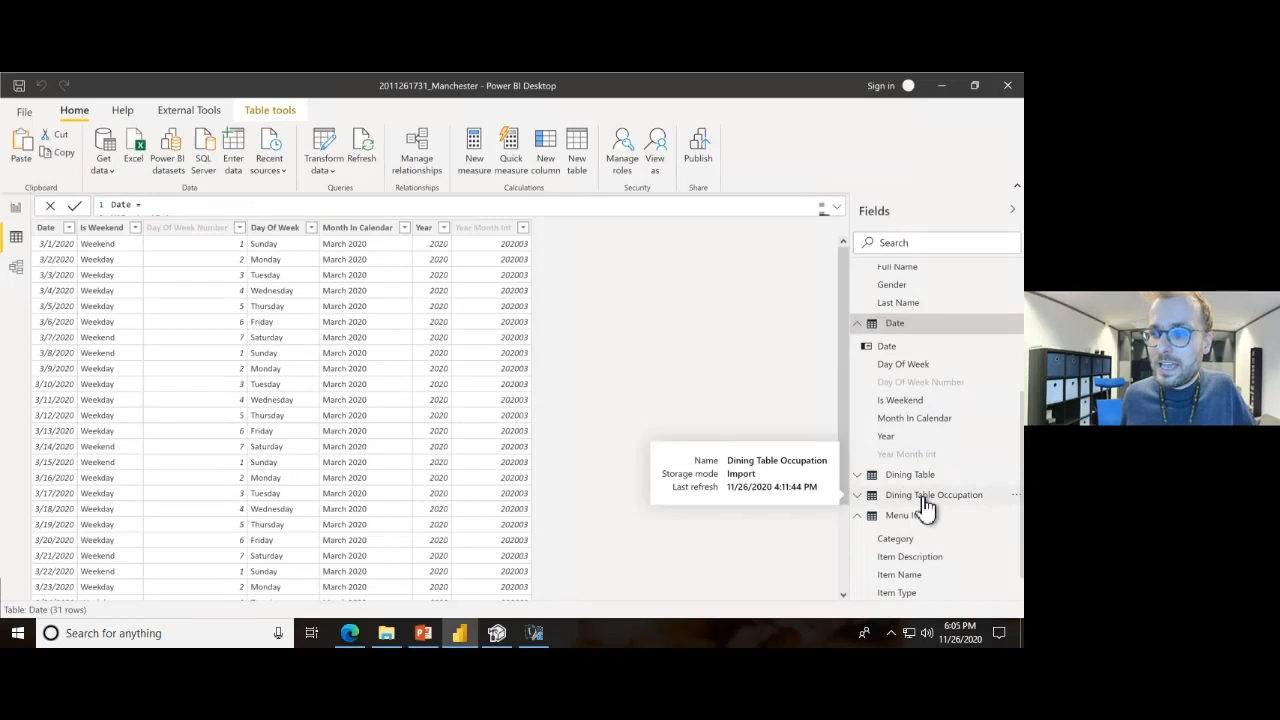 2011261731_Manchester - Power BI Desktop
Sign in
File Home Help External Tools Table tools
Paste Cut Copy Get data Excel Power BI datasets SQL Server Enter data Recent sources Transform data Refresh Manage relationships New measure Quick measure New column New table Manage roles View as Publish
Clipboard Data Queries Relationships Calculations Security Share
1 Date =
Date Is Weekend Day Of Week Number Day Of Week Month In Calendar Year Year Month Int
3/1/2020 Weekend 1 Sunday March 2020 2020 202003
3/2/2020 Weekday 2 Monday March 2020 2020 202003
3/3/2020 Weekday 3 Tuesday March 2020 2020 202003
3/4/2020 Weekday 4 Wednesday March 2020 2020 202003
3/5/2020 Weekday 5 Thursday March 2020 2020 202003
3/6/2020 Weekday 6 Friday March 2020 2020 202003
3/7/2020 Weekend 7 Saturday March 2020 2020 202003
3/8/2020 Weekend 1 Sunday March 2020 2020 202003
3/9/2020 Weekday 2 Monday March 2020 2020 202003
3/10/2020 Weekday 3 Tuesday March 2020 2020 202003
3/11/2020 Weekday 4 Wednesday March 2020 2020 202003
3/12/2020 Weekday 5 Thursday March 2020 2020 202003
3/13/2020 Weekday 6 Friday March 2020 2020 202003
3/14/2020 Weekend 7 Saturday March 2020 2020 202003
3/15/2020 Weekend 1 Sunday March 2020 2020 202003
3/16/2020 Weekday 2 Monday March 2020 2020 202003
3/17/2020 Weekday 3 Tuesday March 2020 2020 202003
3/18/2020 Weekday 4 Wednesday March 2020 2020 202003
3/19/2020 Weekday 5 Thursday March 2020 2020 202003
3/20/2020 Weekday 6 Friday March 2020 2020 202003
3/21/2020 Weekend 7 Saturday March 2020 2020 202003
3/22/2020 Weekend 1 Sunday March 2020 2020 202003
3/23/2020 Weekday 2 Monday March 2020 2020 202003
Name Dining Table Occupation
Storage mode Import
Last refresh 11/26/2020 4:11:44 PM
Fields
Search
Full Name
Gender
Last Name
Date
Date
Day Of Week
Day Of Week Number
Is Weekend
Month In Calendar
Year
Year Month Int
Dining Table
Dining Table Occupation
Menu
Category
Item Description
Item Name
Item Type
Table: Date (31 rows)
Search for anything
6:05 PM
11/26/2020